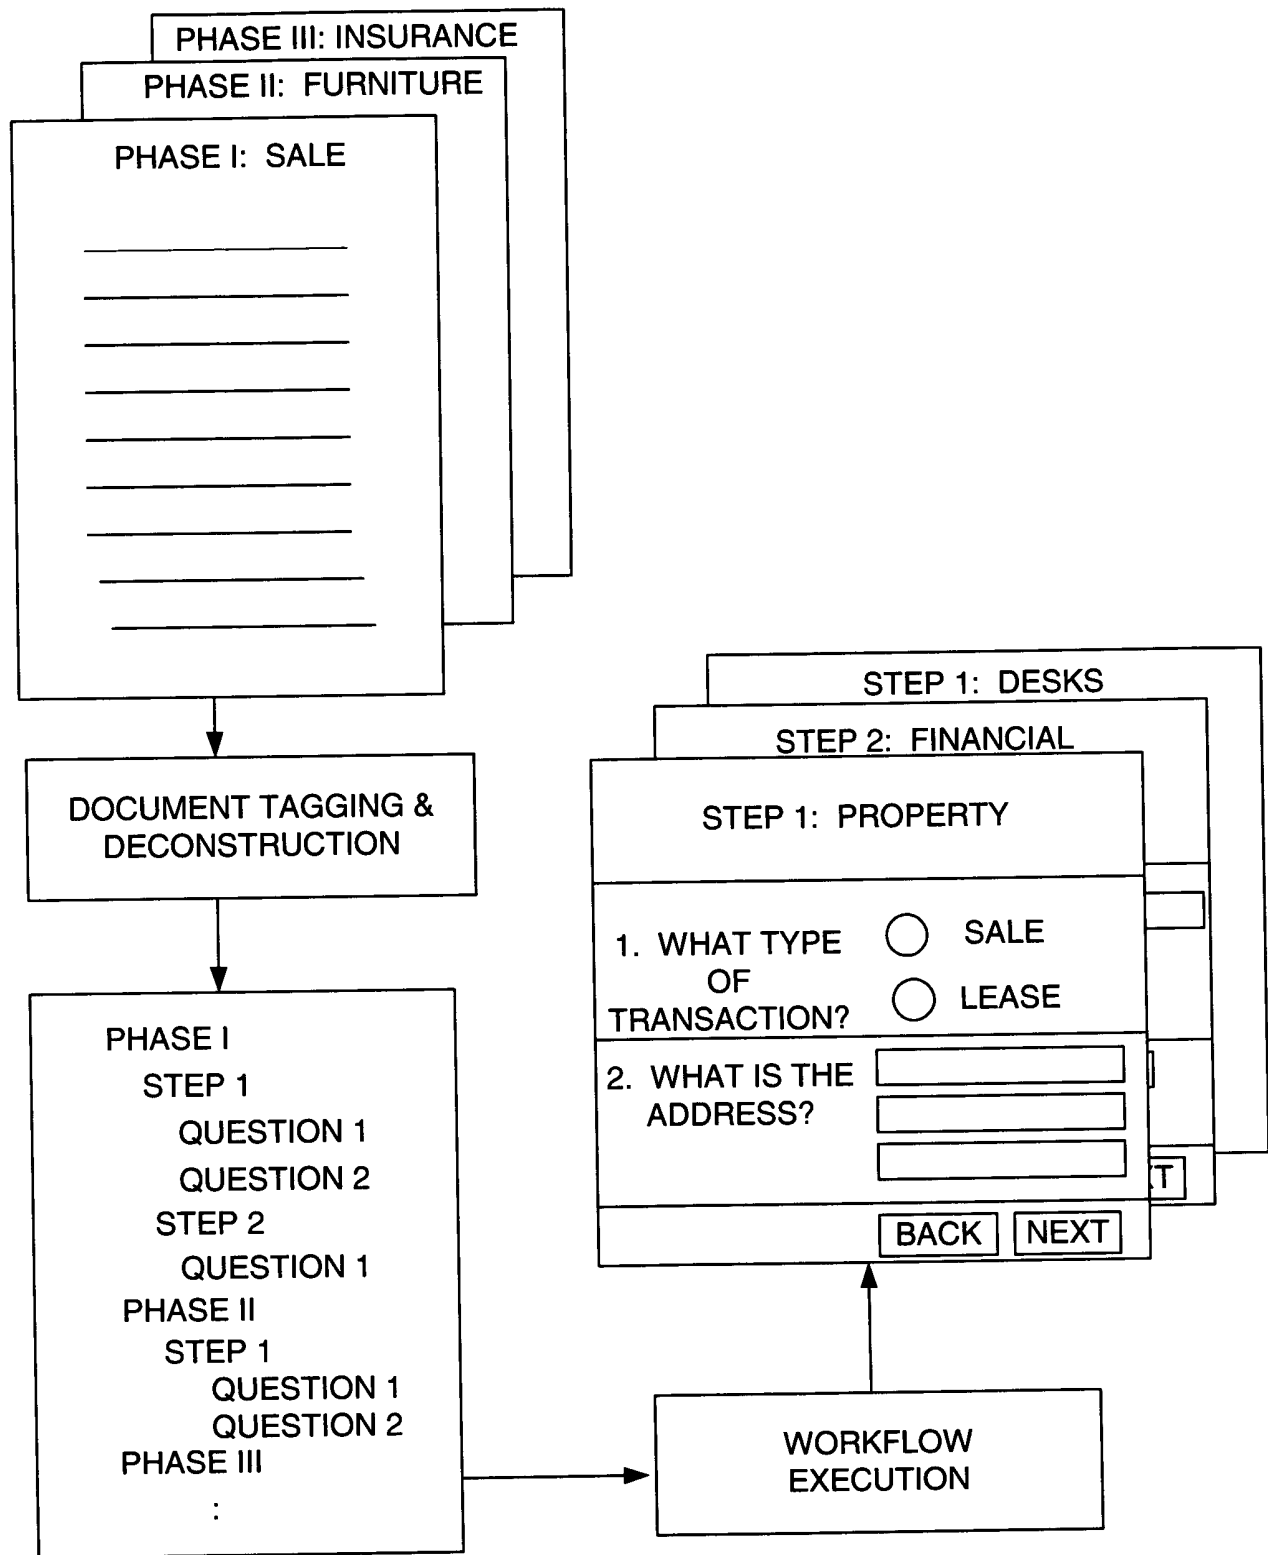 PHASE III: INSURANCE
PHASE II: FURNITURE
PHASE I: SALE
DOCUMENT TAGGING &
DECONSTRUCTION
PHASE I
STEP 1
QUESTION 1
QUESTION 2
STEP 2
QUESTION 1
PHASE II
STEP 1
QUESTION 1
QUESTION 2
PHASE III
:
WORKFLOW
EXECUTION
STEP 1: DESKS
STEP 2: FINANCIAL
STEP 1: PROPERTY
1. WHAT TYPE
OF
TRANSACTION?
SALE
LEASE
2. WHAT IS THE
ADDRESS?
BACK NEXT
XT